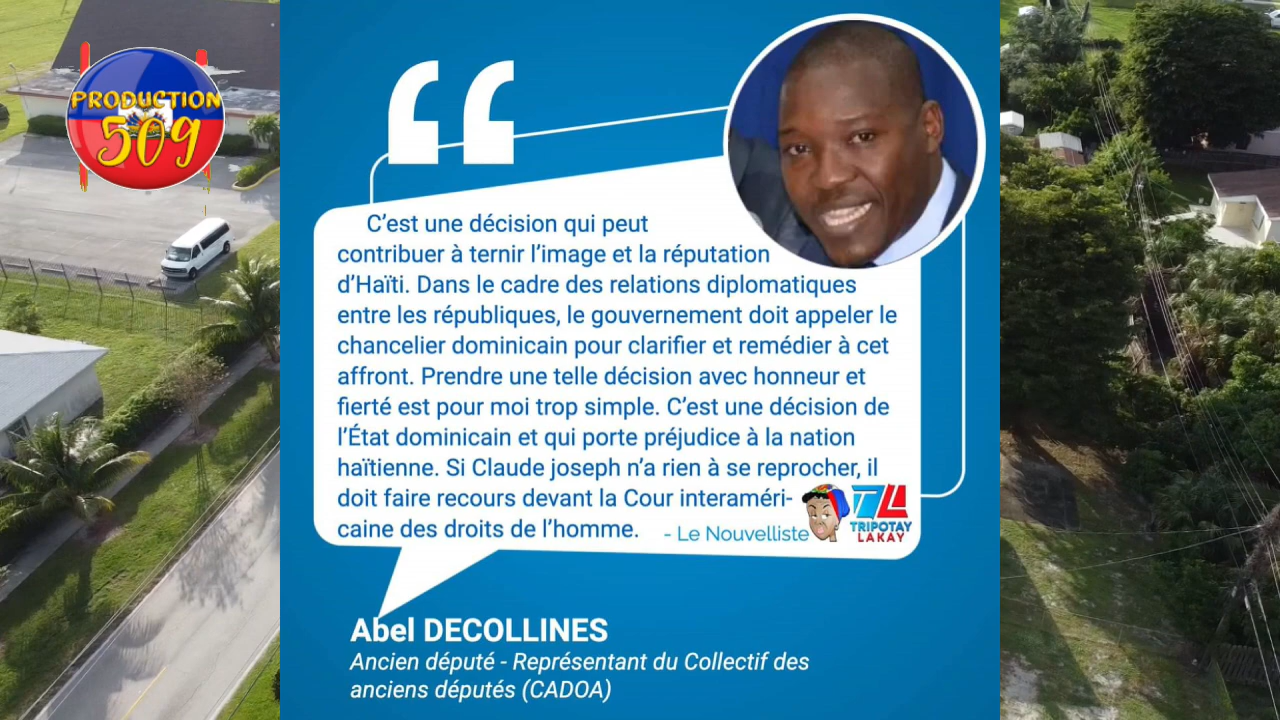 PRODUCTION
509
C’est une décision qui peut
contribuer à ternir l’image et la réputation
d’Haïti. Dans le cadre des relations diplomatiques
entre les républiques, le gouvernement doit appeler le
chancelier dominicain pour clarifier et remédier à cet
affront. Prendre une telle décision avec honneur et
fierté est pour moi trop simple. C’est une décision de
l’État dominicain et qui porte préjudice à la nation
haïtienne. Si Claude joseph n’a rien à se reprocher, il
doit faire recours devant la Cour interaméri-
caine des droits de l’homme.
- Le Nouvelliste
TL
TRIPOTAY
LAKAY
Abel DECOLLINES
Ancien député - Représentant du Collectif des
anciens députés (CADOA)